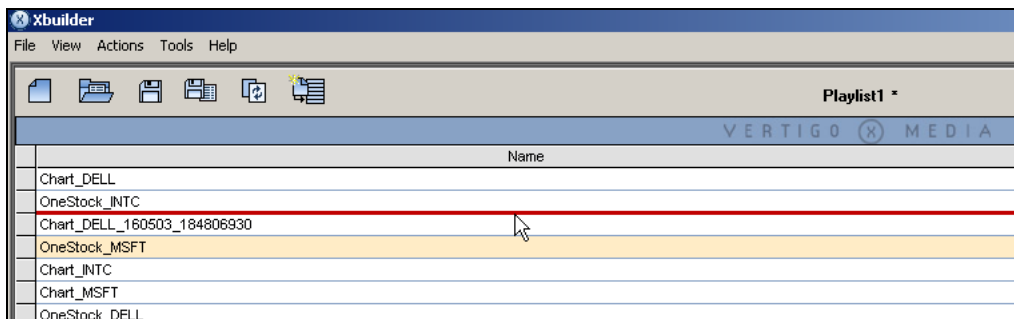 Xbuilder
File View Actions Tools Help
Playlist1 *
VERTIGO X MEDIA
Name
Chart_DELL
OneStock_INTC
Chart_DELL_160503_184806930
OneStock_MSFT
Chart_INTC
Chart_MSFT
OneStock_DELL